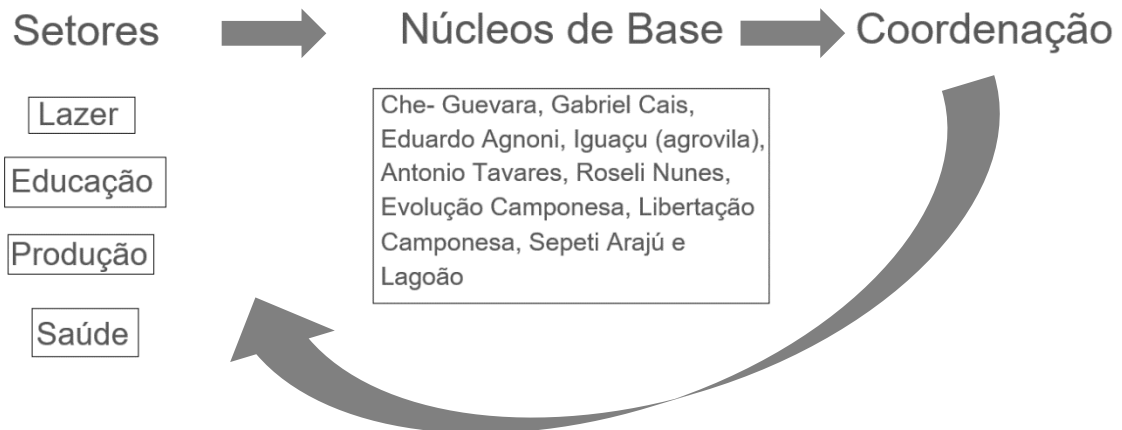 Setores
Núcleos de Base
Coordenação
Lazer
Educação
Produção
Saúde
Che- Guevara, Gabriel Cais,
Eduardo Agnoni, Iguaçu (agrovila),
Antonio Tavares, Roseli Nunes,
Evolução Camponesa, Libertação
Camponesa, Sepeti Arajú e
Lagoão